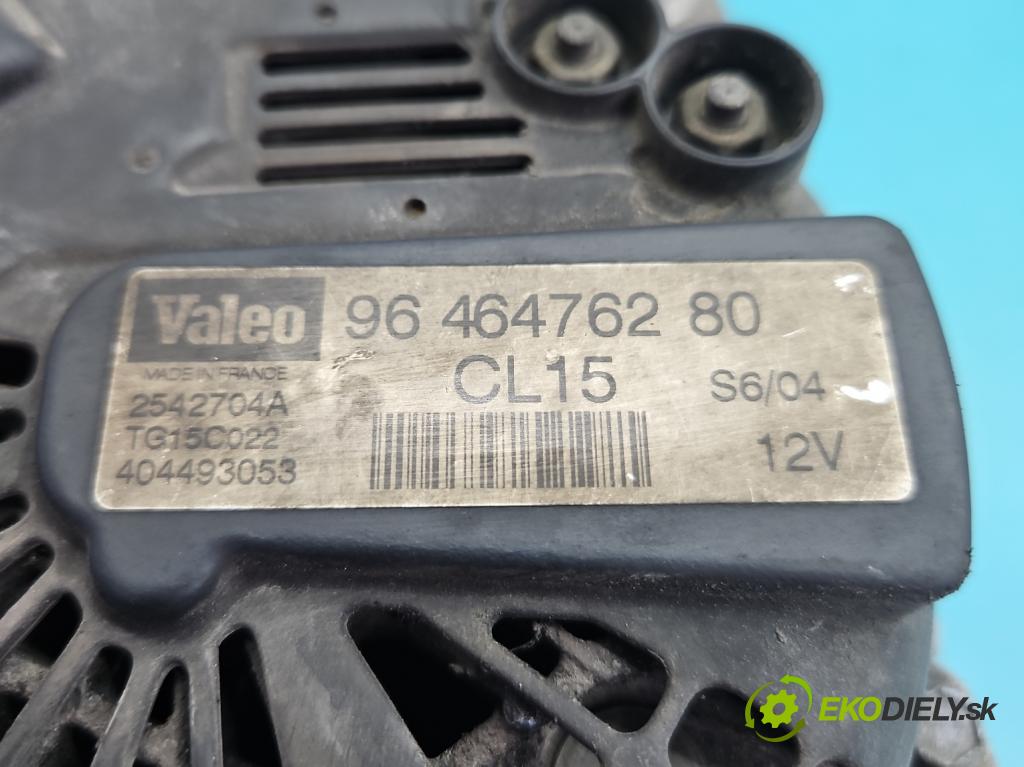 Valeo 96 464762 80
MADE IN FRANCE CL15 S6/04
2542704A
TG15C022 12V
404493053
EKODIELY.sk